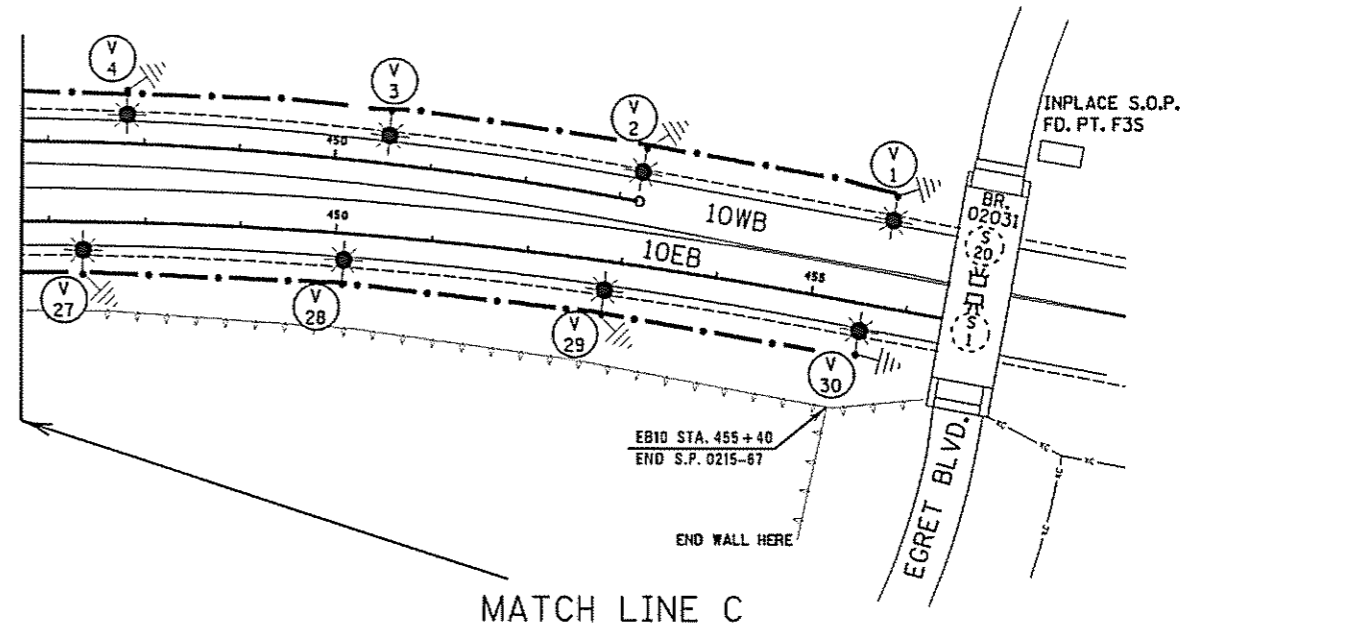 V
4
V
3
V
2
V
1
INPLACE S.O.P.
FD. PT. F3S
450
10WB
BR.
02031
S
20
450
10EB
455
S
1
V
27
V
28
V
29
V
30
EB10 STA. 455+40
END S.P. 0215-67
END WALL HERE
EGRET BLVD.
MATCH LINE C